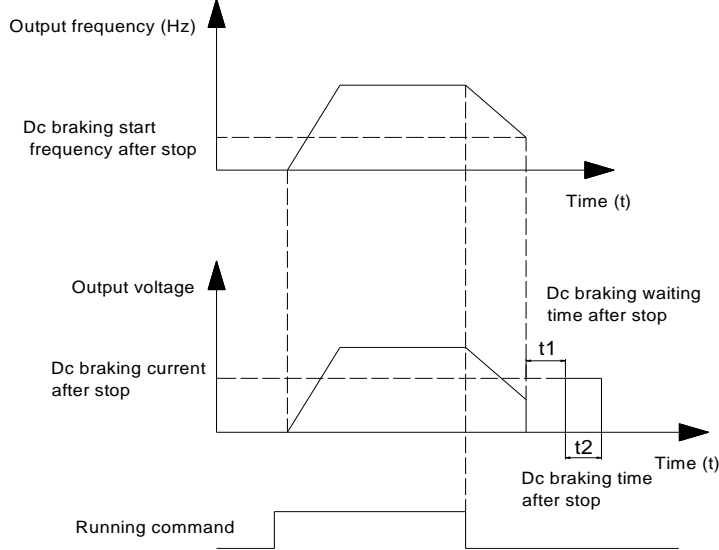 Output frequency (Hz)
Dc braking start
frequency after stop
Time (t)
Output voltage
Dc braking waiting
time after stop
t1
Dc braking current
after stop
t2
Time (t)
Dc braking time
after stop
Running command